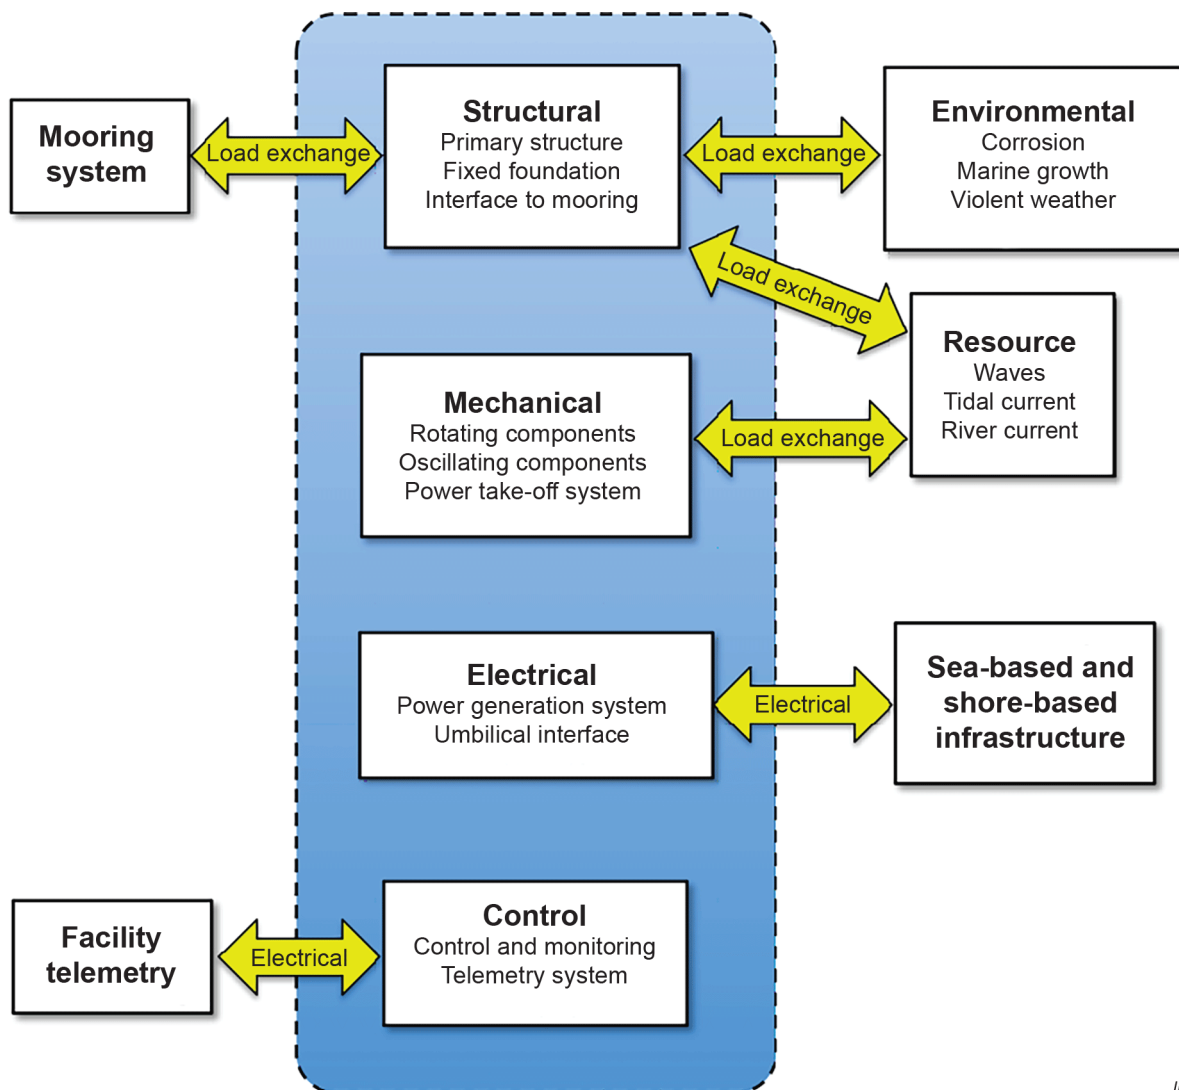 Mooring
system
Load exchange
Structural
Primary structure
Fixed foundation
Interface to mooring
Load exchange
Environmental
Corrosion
Marine growth
Violent weather
Load exchange
Resource
Waves
Tidal current
River current
Mechanical
Rotating components
Oscillating components
Power take-off system
Load exchange
Electrical
Power generation system
Umbilical interface
Electrical
Sea-based and
shore-based
infrastructure
Facility
telemetry
Electrical
Control
Control and monitoring
Telemetry system